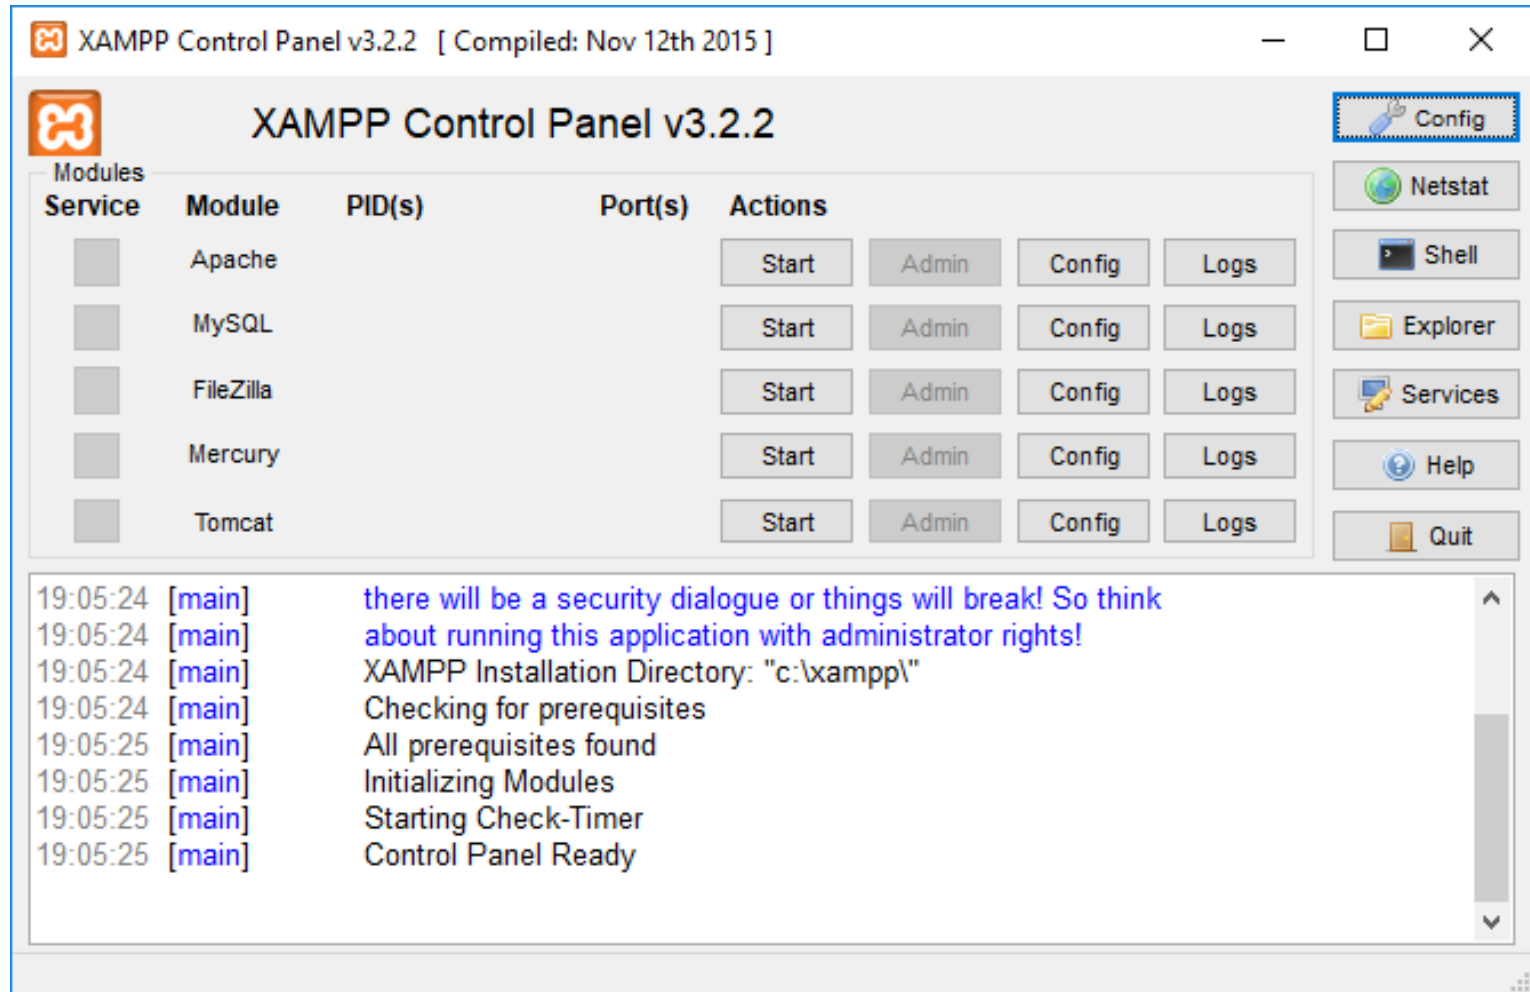 XAMPP Control Panel v3.2.2 [ Compiled: Nov 12th 2015 ]
XAMPP Control Panel v3.2.2
Config
Modules
Netstat
Service Module PID(s) Port(s) Actions
Shell
Apache Start Admin Config Logs
MySQL Start Admin Config Logs
Explorer
FileZilla Start Admin Config Logs
Services
Mercury Start Admin Config Logs
Help
Tomcat Start Admin Config Logs
Quit
19:05:24 [main] there will be a security dialogue or things will break! So think
19:05:24 [main] about running this application with administrator rights!
19:05:24 [main] XAMPP Installation Directory: "c:\xampp\"
19:05:24 [main] Checking for prerequisites
19:05:25 [main] All prerequisites found
19:05:25 [main] Initializing Modules
19:05:25 [main] Starting Check-Timer
19:05:25 [main] Control Panel Ready